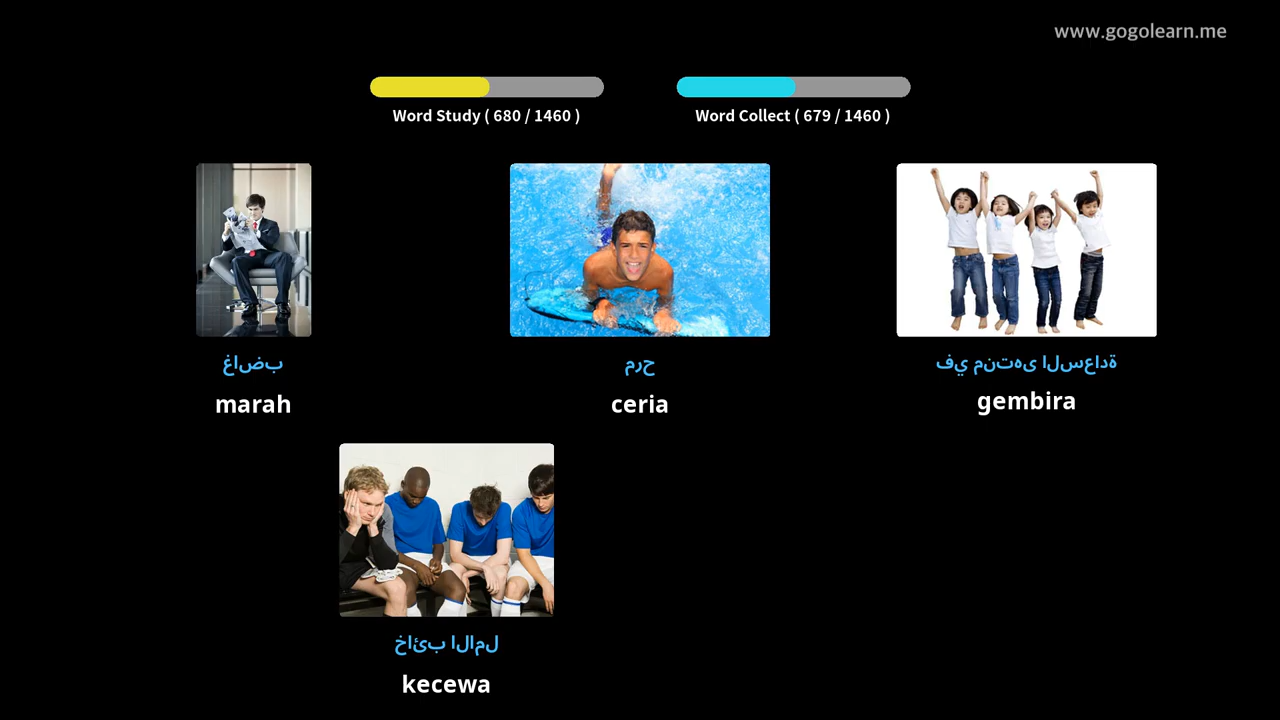 www.gogolearn.me
Word Study ( 680 / 1460 )
Word Collect ( 679 / 1460 )
غاضب
marah
مرح
ceria
في منتهى السعادة
gembira
خائب الامل
kecewa